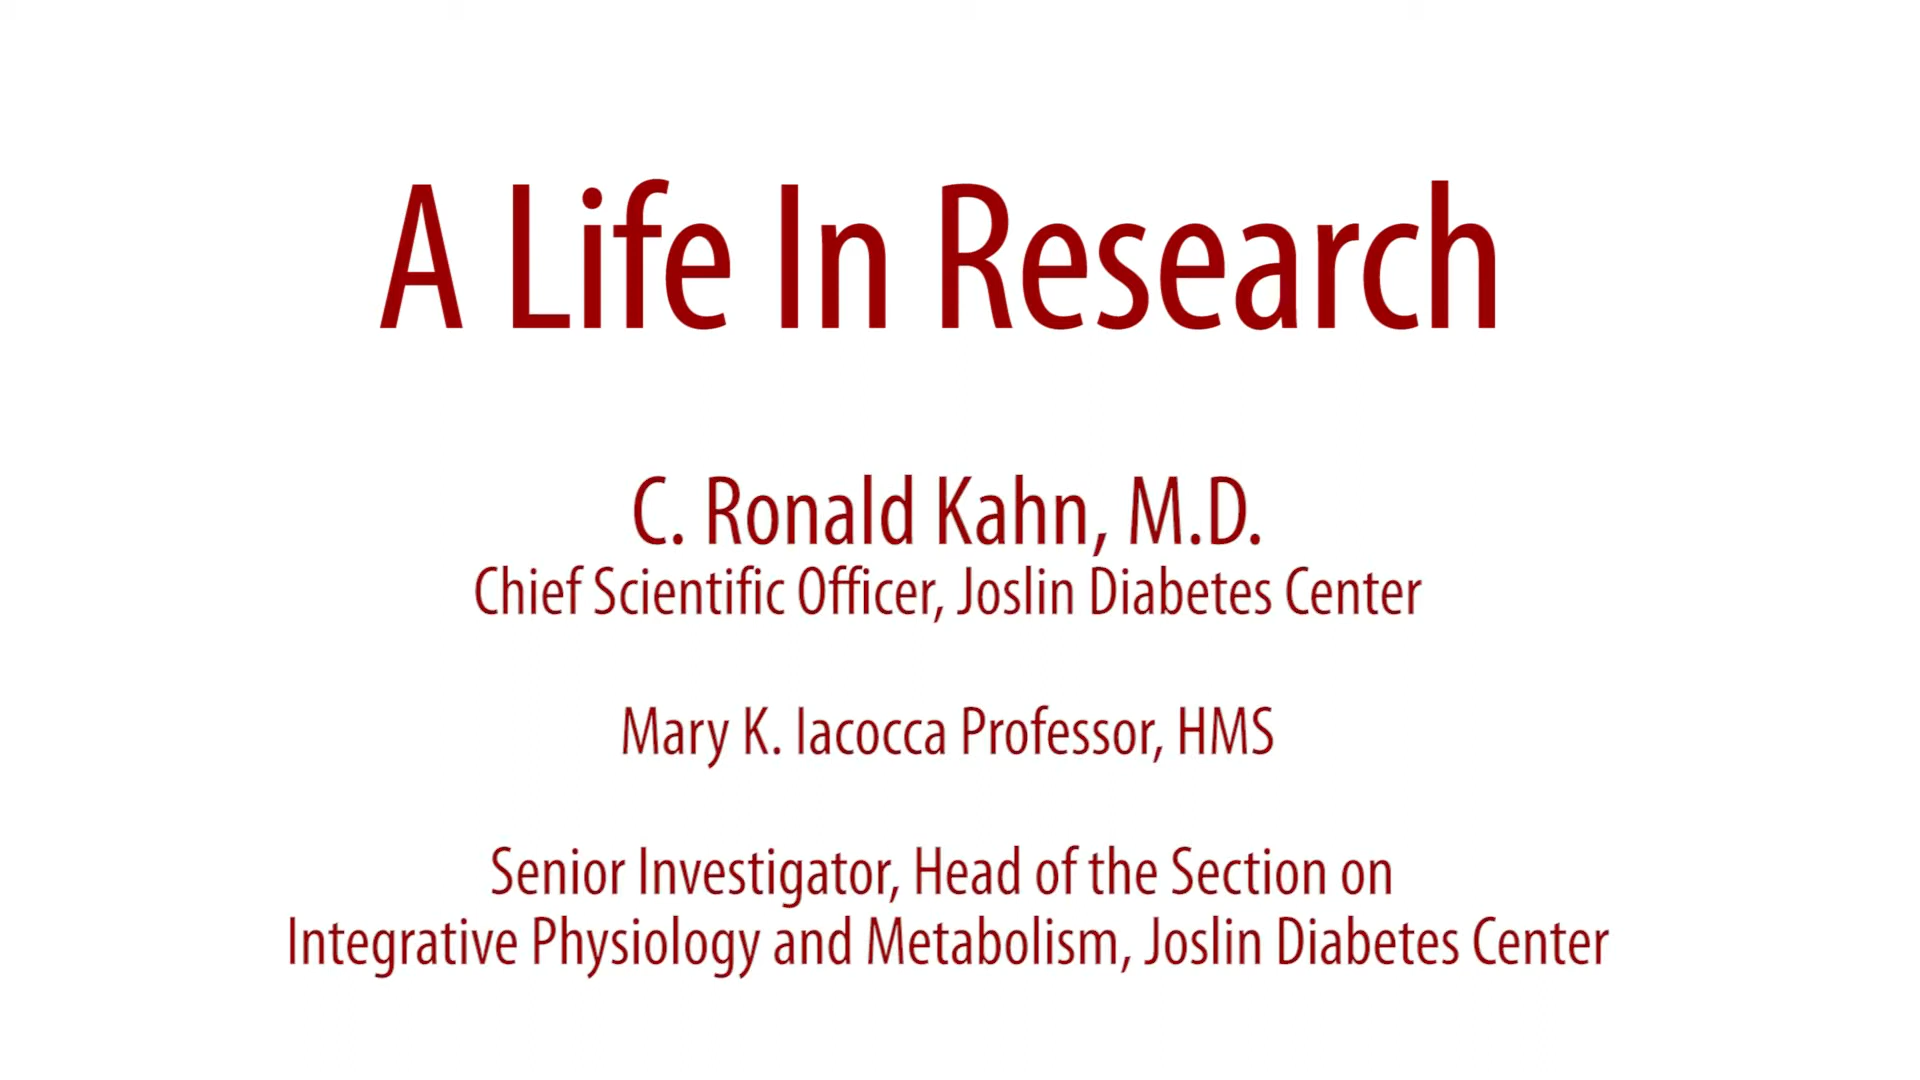 A Life In Research
C. Ronald Kahn, M.D.
Chief Scientific Officer, Joslin Diabetes Center
Mary K. Iacocca Professor, HMS
Senior Investigator, Head of the Section on
Integrative Physiology and Metabolism, Joslin Diabetes Center